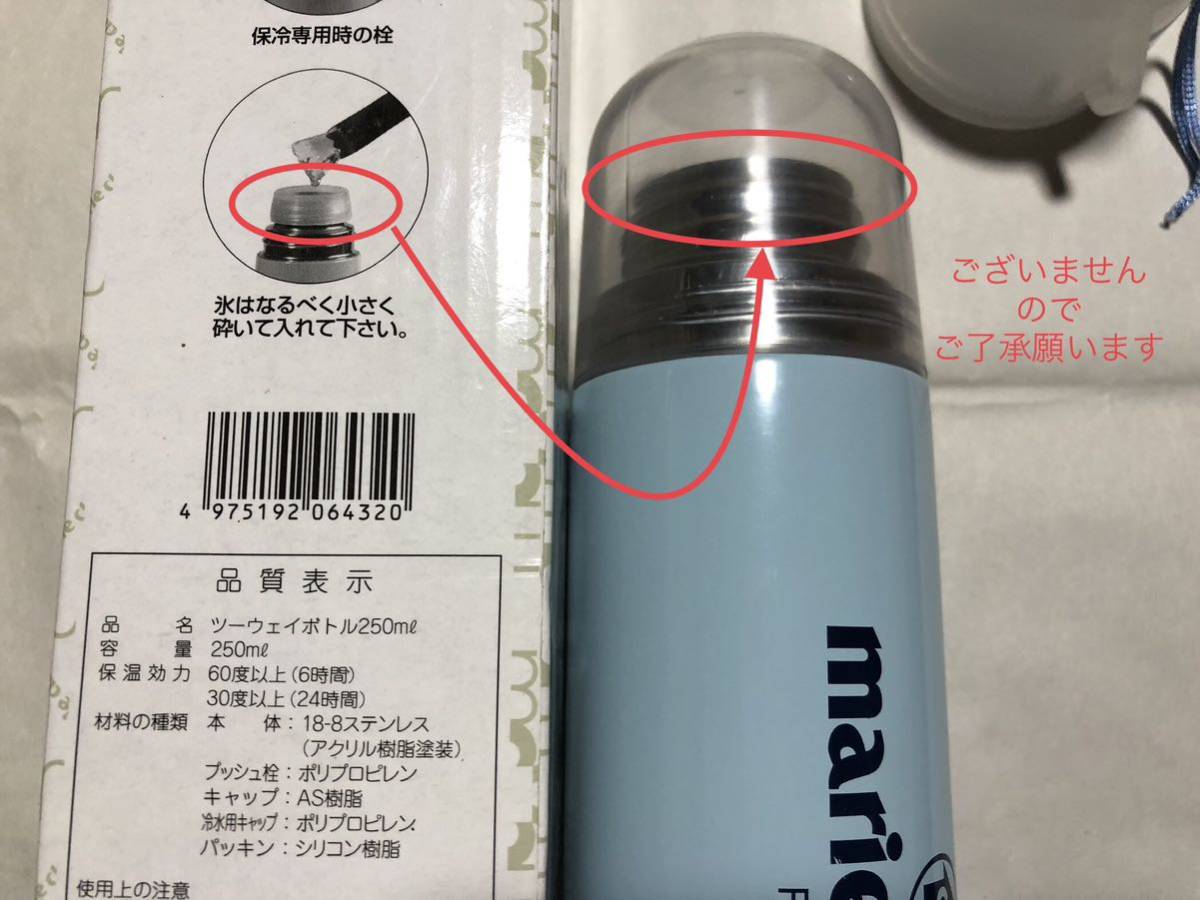 保冷専用時の栓
氷はなるべく小さく
砕いて入れて下さい。
4 975192 064320
品質表示
品名 ツーウェイボトル250mℓ
容量 250mℓ
保温効力 60度以上(6時間)
30度以上(24時間)
材料の種類 本体:18-8ステンレス
(アクリル樹脂塗装)
プッシュ栓:ポリプロピレン
キャップ:AS樹脂
冷水用キャップ:ポリプロピレン
パッキン:シリコン樹脂
使用上の注意
ございません
ので
ご了承願います
marie